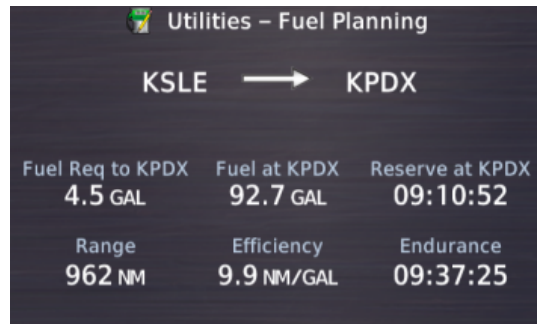 Utilities – Fuel Planning
KSLE → KPDX
Fuel Req to KPDX Fuel at KPDX Reserve at KPDX
4.5 GAL 92.7 GAL 09:10:52
Range Efficiency Endurance
962 NM 9.9 NM/GAL 09:37:25